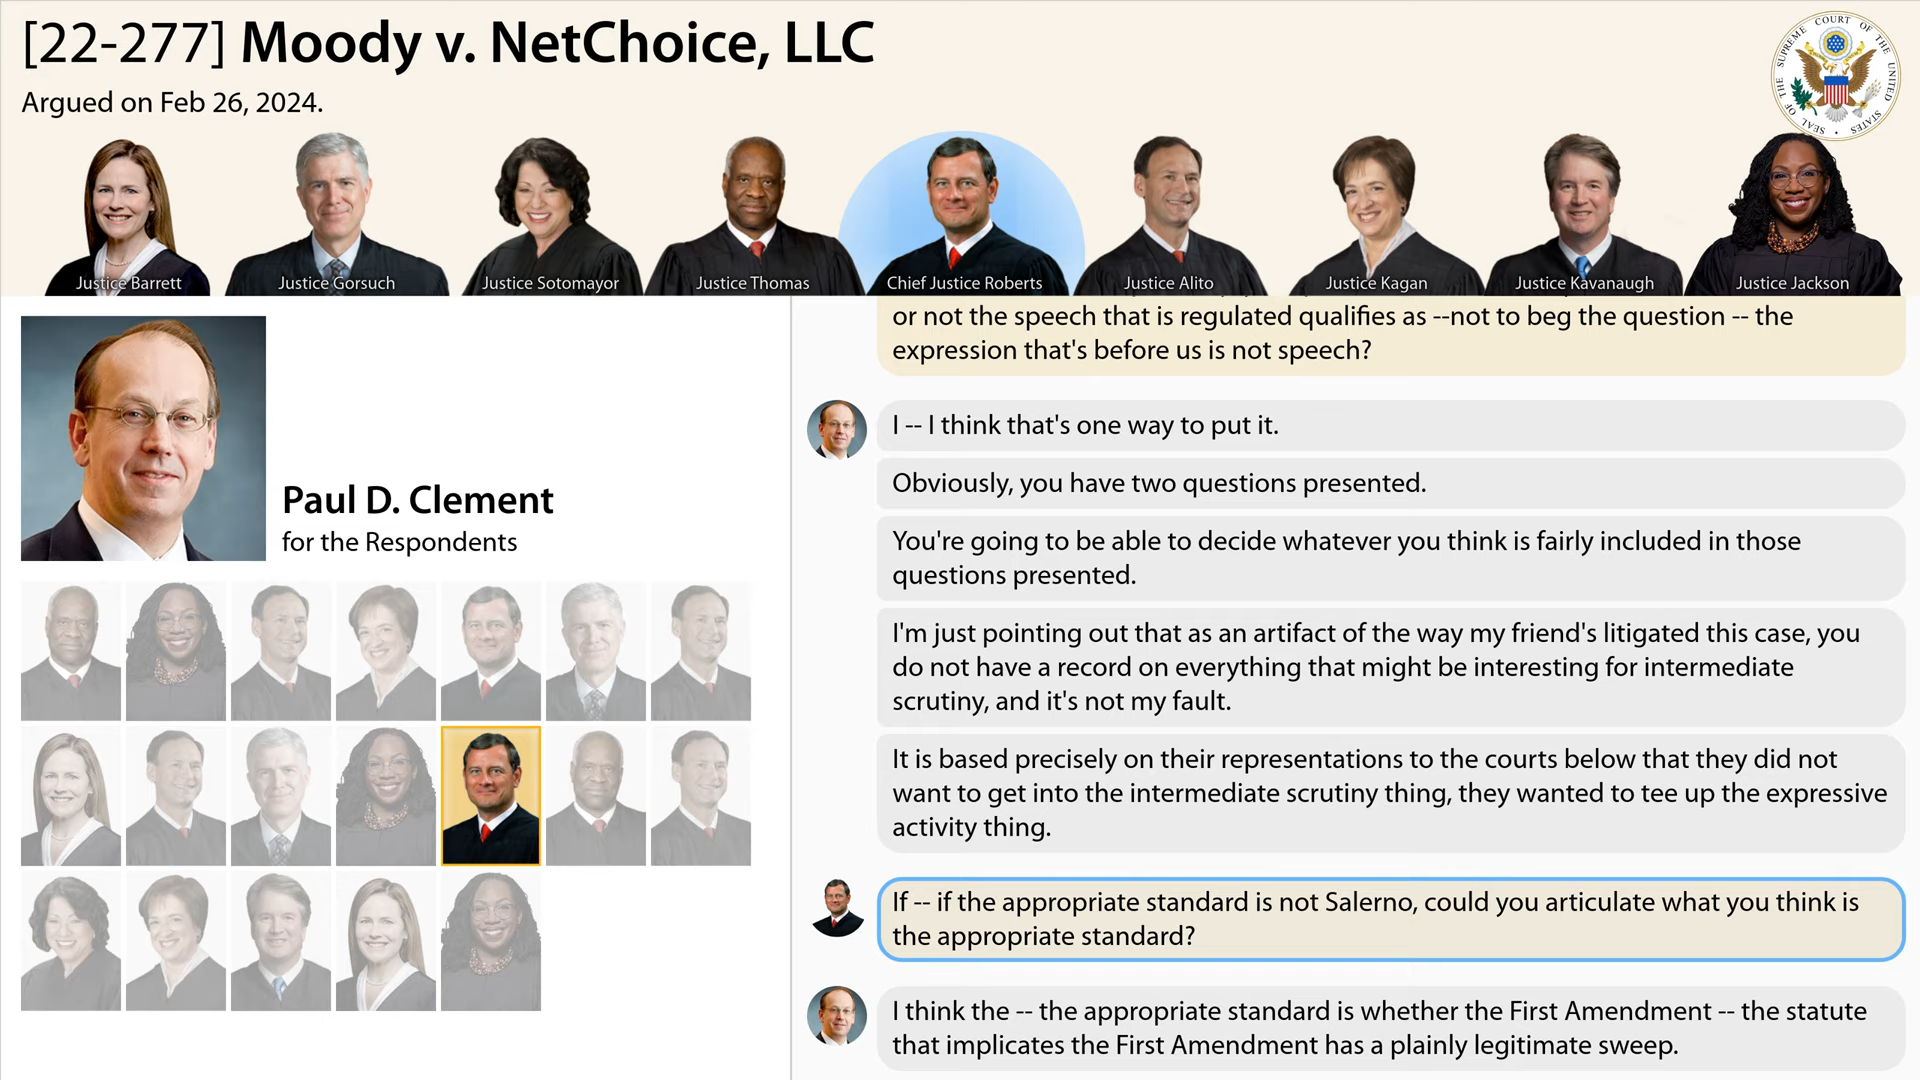 [22-277] Moody v. NetChoice, LLC
Argued on Feb 26, 2024.
SEAL OF THE SUPREME COURT OF THE UNITED STATES
Justice Barrett
Justice Gorsuch
Justice Sotomayor
Justice Thomas
Chief Justice Roberts
Justice Alito
Justice Kagan
Justice Kavanaugh
Justice Jackson
Paul D. Clement
for the Respondents
or not the speech that is regulated qualifies as --not to beg the question -- the
expression that's before us is not speech?
I -- I think that's one way to put it.
Obviously, you have two questions presented.
You're going to be able to decide whatever you think is fairly included in those
questions presented.
I'm just pointing out that as an artifact of the way my friend's litigated this case, you
do not have a record on everything that might be interesting for intermediate
scrutiny, and it's not my fault.
It is based precisely on their representations to the courts below that they did not
want to get into the intermediate scrutiny thing, they wanted to tee up the expressive
activity thing.
If -- if the appropriate standard is not Salerno, could you articulate what you think is
the appropriate standard?
I think the -- the appropriate standard is whether the First Amendment -- the statute
that implicates the First Amendment has a plainly legitimate sweep.